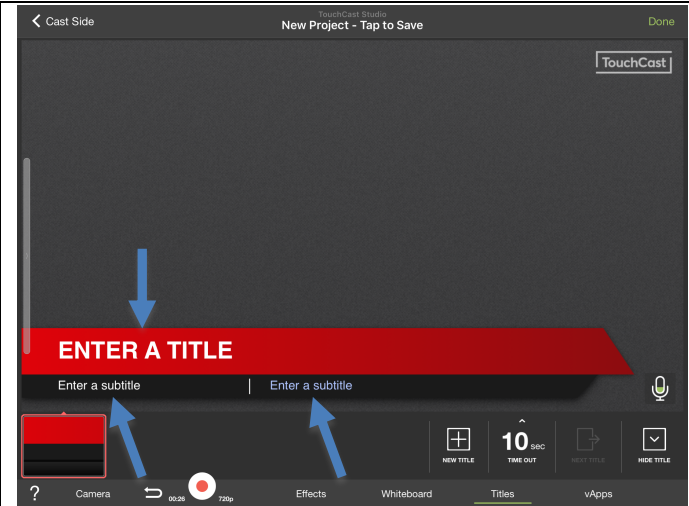 Cast Side
TouchCast Studio
New Project - Tap to Save
Done
TouchCast
ENTER A TITLE
Enter a subtitle | Enter a subtitle
NEW TITLE
10 sec
TIME OUT
NEXT TITLE
HIDE TITLE
? Camera 00:26 720p Effects Whiteboard Titles vApps